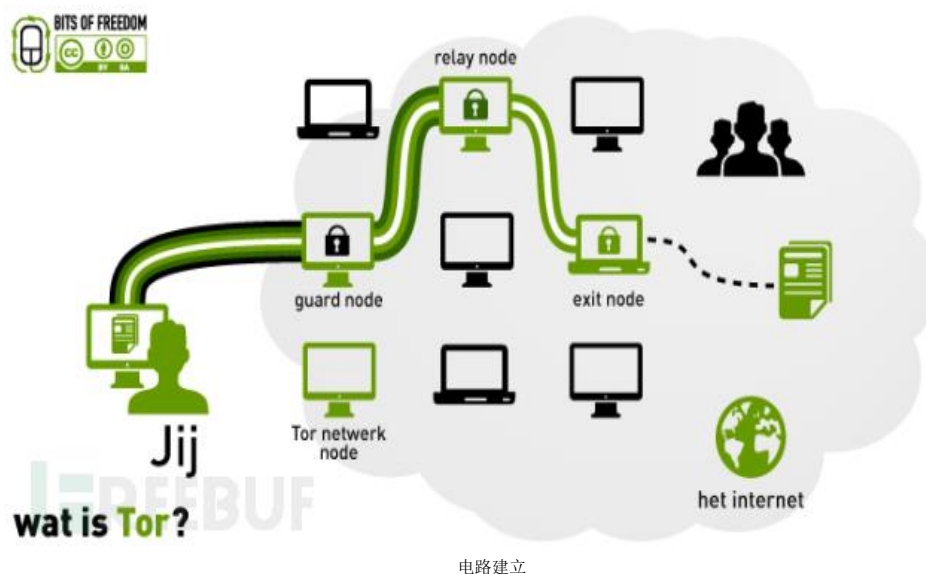 BITS OF FREEDOM
CC
BY SA
relay node
guard node
exit node
Tor netwerk
node
Jij
het internet
FREEBUF
wat is Tor?
电路建立